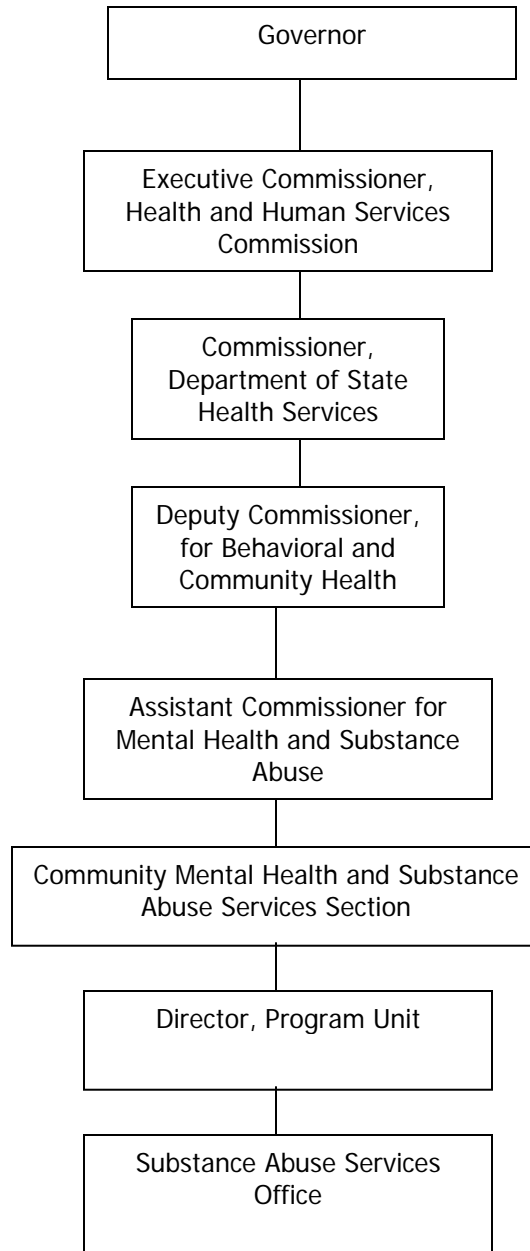 Governor
Executive Commissioner,
Health and Human Services
Commission
Commissioner,
Department of State
Health Services
Deputy Commissioner,
for Behavioral and
Community Health
Assistant Commissioner for
Mental Health and Substance
Abuse
Community Mental Health and Substance
Abuse Services Section
Director, Program Unit
Substance Abuse Services
Office